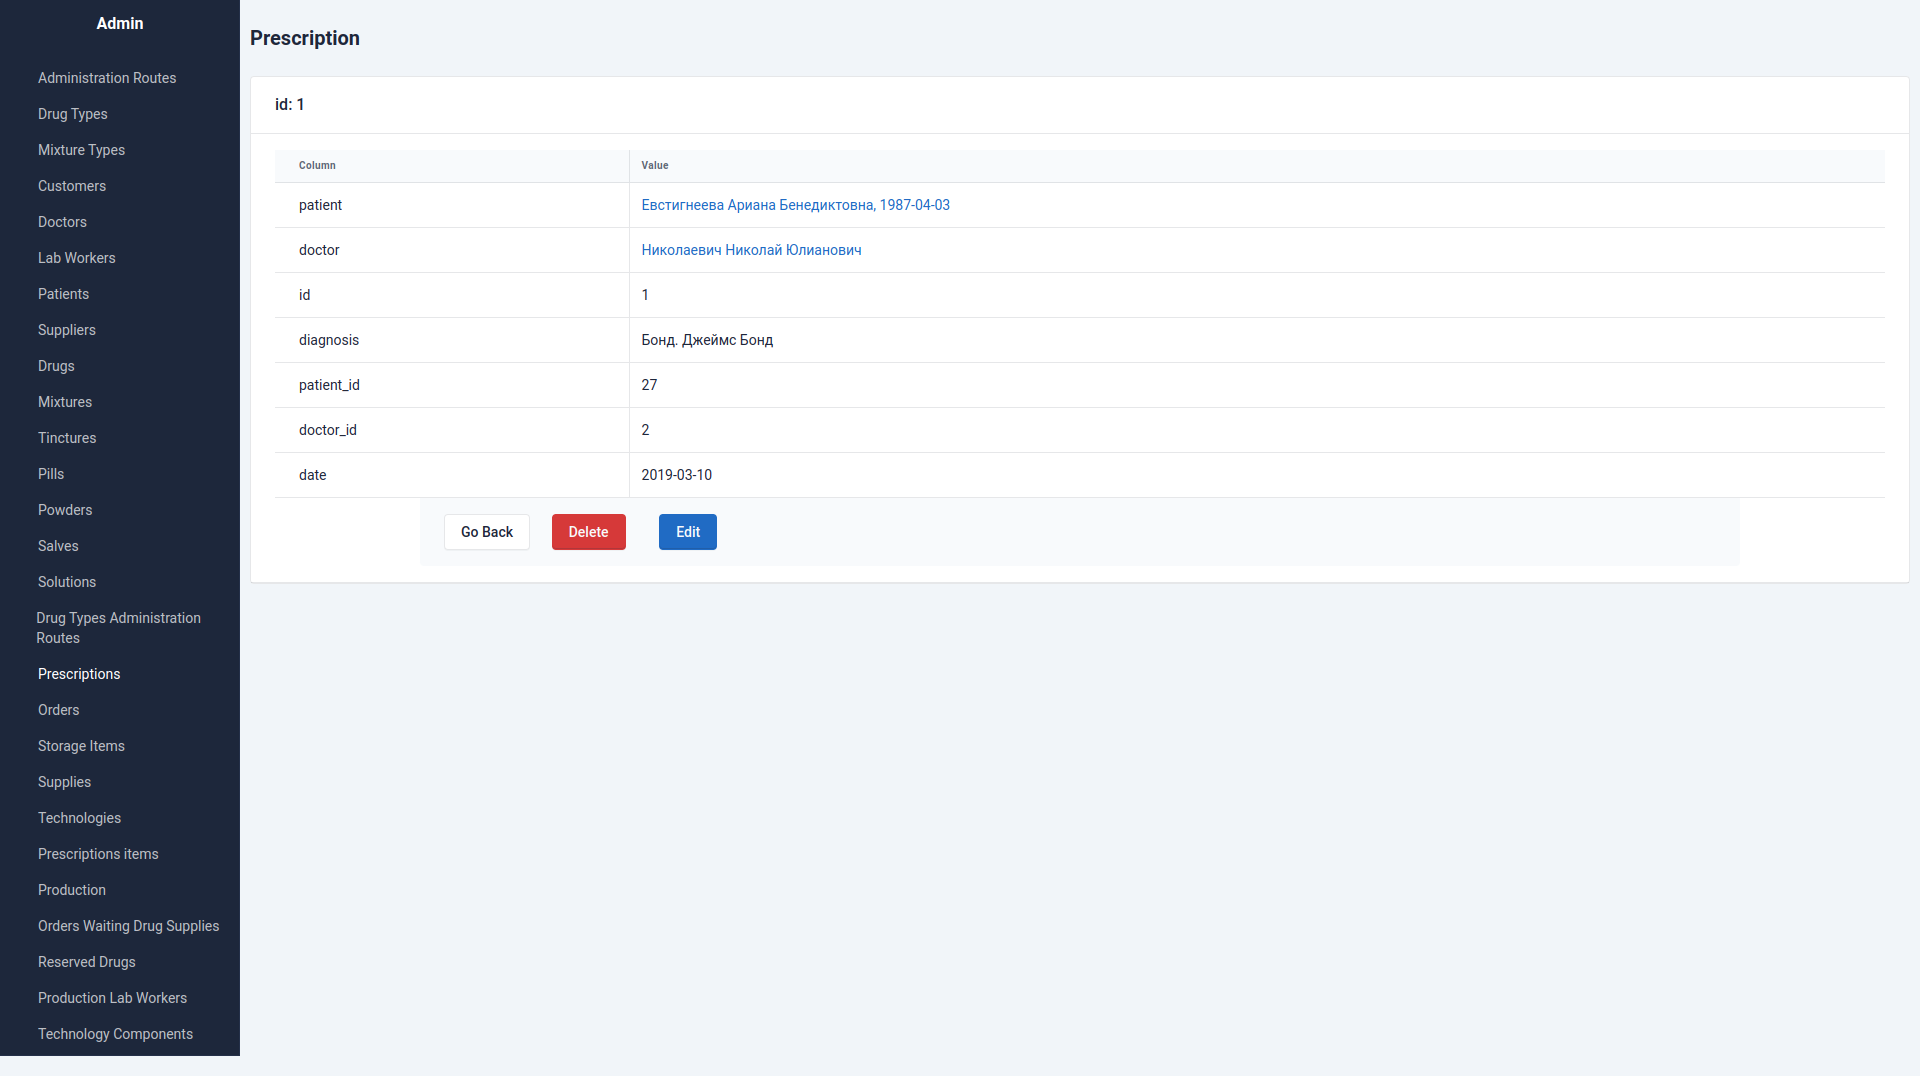 Admin
Administration Routes
Drug Types
Mixture Types
Customers
Doctors
Lab Workers
Patients
Suppliers
Drugs
Mixtures
Tinctures
Pills
Powders
Salves
Solutions
Drug Types Administration
Routes
Prescriptions
Orders
Storage Items
Supplies
Technologies
Prescriptions items
Production
Orders Waiting Drug Supplies
Reserved Drugs
Production Lab Workers
Technology Components
Prescription
id: 1
Column Value
patient Евстигнеева Ариана Бенедиктовна, 1987-04-03
doctor Николаевич Николай Юлианович
id 1
diagnosis Бонд. Джеймс Бонд
patient_id 27
doctor_id 2
date 2019-03-10
Go Back Delete Edit